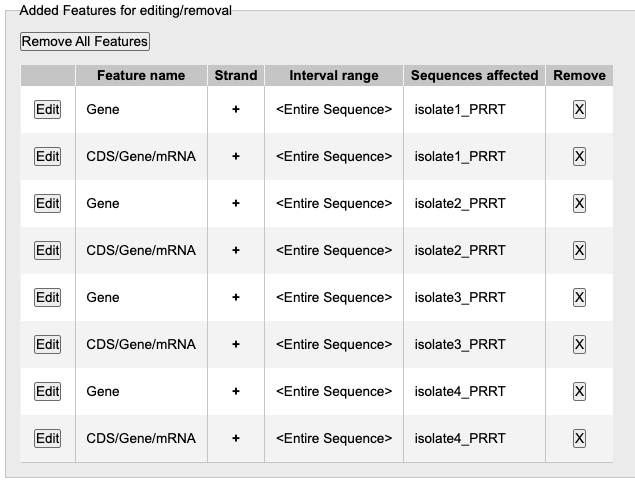 Added Features for editing/removal
Remove All Features
Feature name Strand Interval range Sequences affected Remove
Edit Gene + <Entire Sequence> isolate1_PRRT X
Edit CDS/Gene/mRNA + <Entire Sequence> isolate1_PRRT X
Edit Gene + <Entire Sequence> isolate2_PRRT X
Edit CDS/Gene/mRNA + <Entire Sequence> isolate2_PRRT X
Edit Gene + <Entire Sequence> isolate3_PRRT X
Edit CDS/Gene/mRNA + <Entire Sequence> isolate3_PRRT X
Edit Gene + <Entire Sequence> isolate4_PRRT X
Edit CDS/Gene/mRNA + <Entire Sequence> isolate4_PRRT X